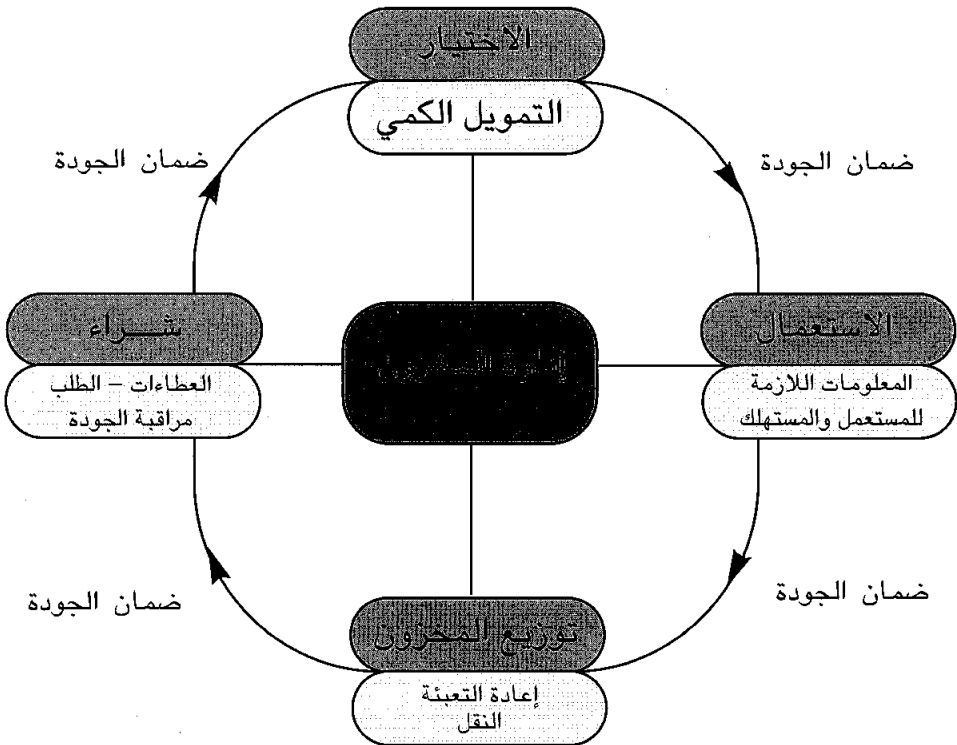 الاختيار
التمويل الكمي
ضمان الجودة
ضمان الجودة
الاستعمال
المعلومات اللازمة
للمستعمل والمستهلك
إدارة المخزون
شــــراء
العطاءات – الطلب
مراقبة الجودة
ضمان الجودة
ضمان الجودة
توزيع المخزون
إعادة التعبئة
النقل